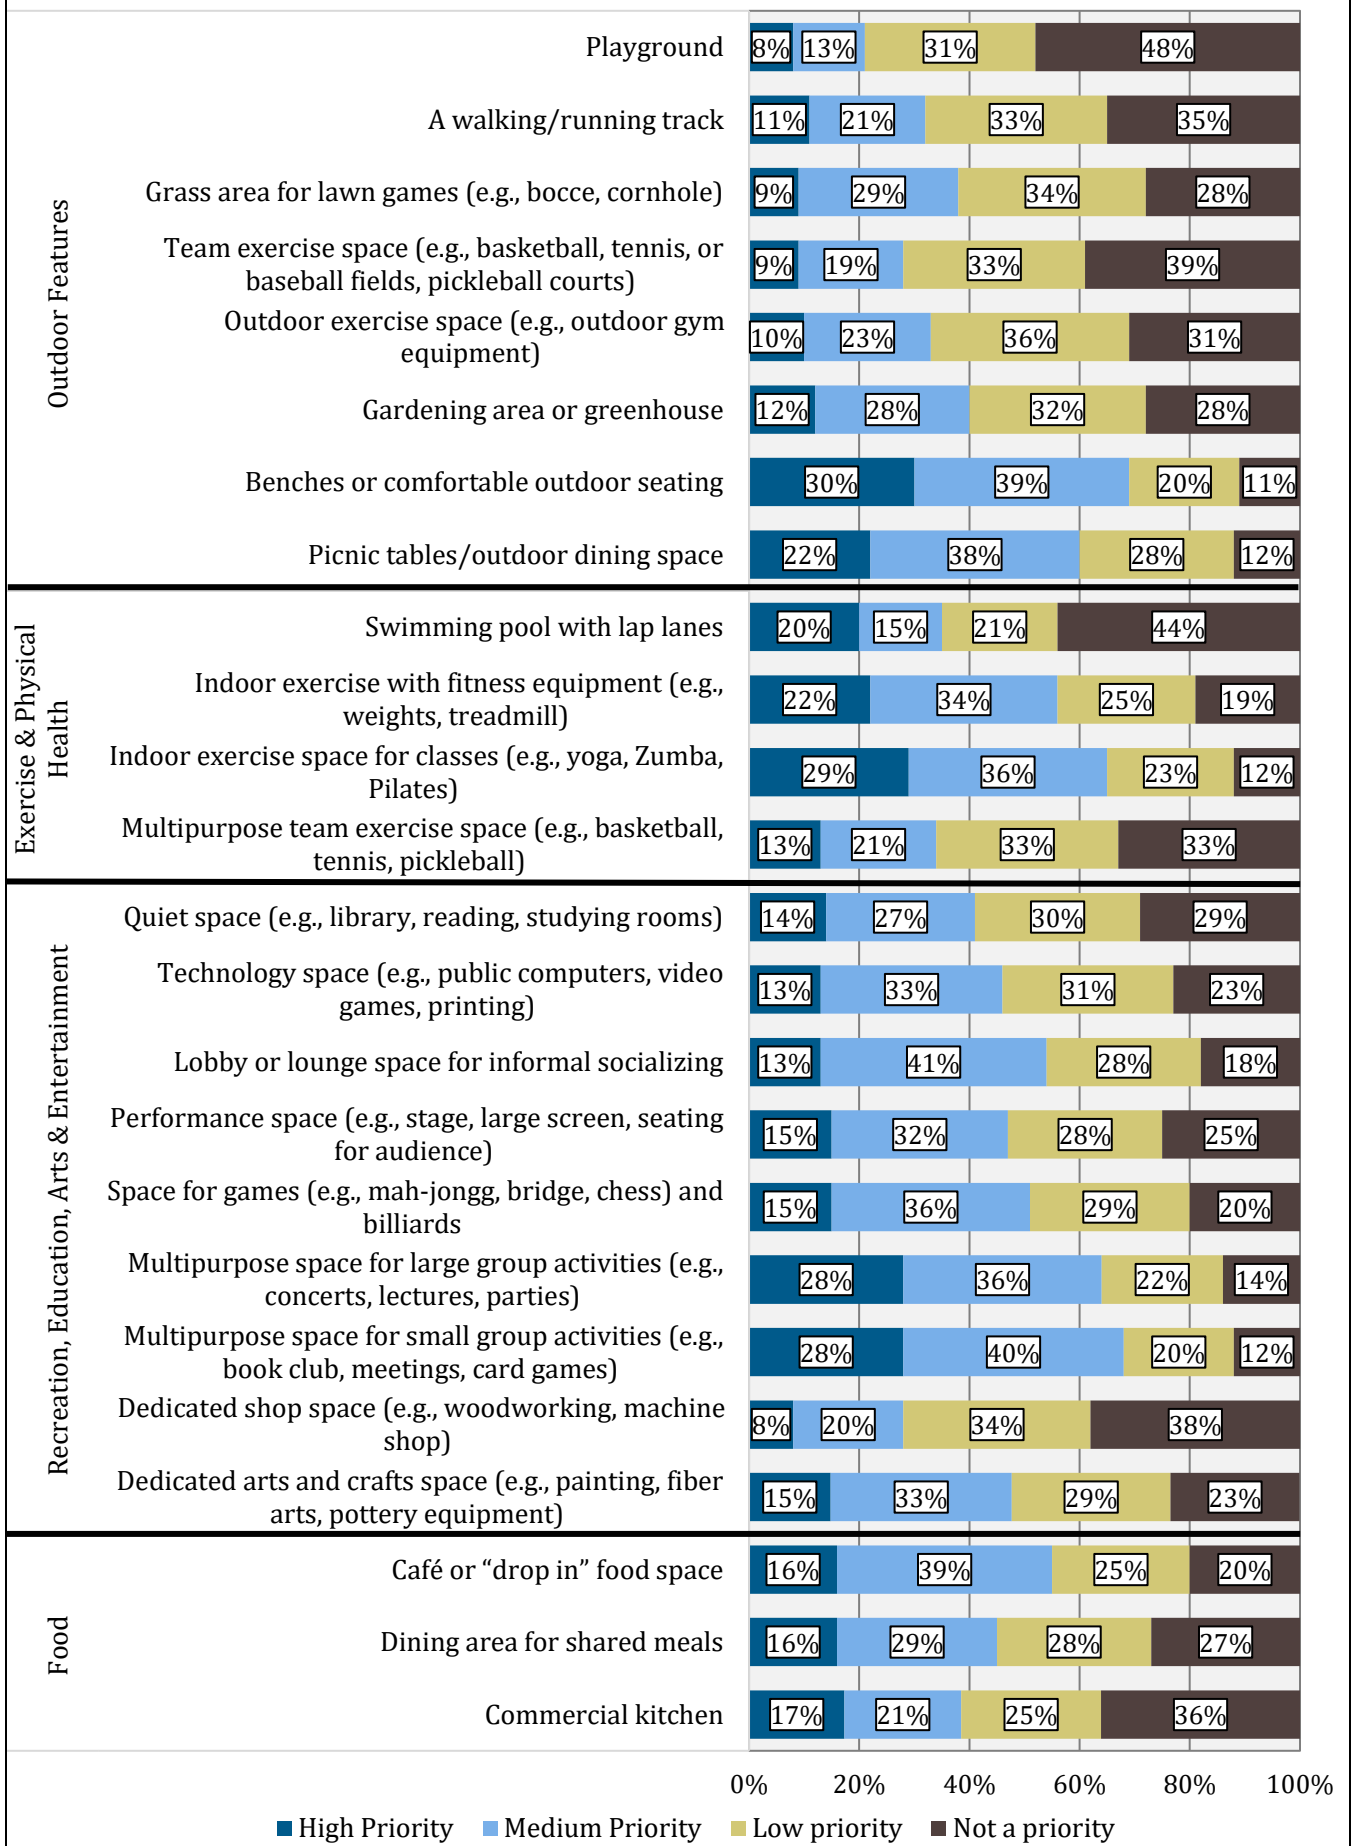 Outdoor Features
Playground
8% 13% 31% 48%
A walking/running track
11% 21% 33% 35%
Grass area for lawn games (e.g., bocce, cornhole)
9% 29% 34% 28%
Team exercise space (e.g., basketball, tennis, or
baseball fields, pickleball courts)
9% 19% 33% 39%
Outdoor exercise space (e.g., outdoor gym
equipment)
10% 23% 36% 31%
Gardening area or greenhouse
12% 28% 32% 28%
Benches or comfortable outdoor seating
30% 39% 20% 11%
Picnic tables/outdoor dining space
22% 38% 28% 12%
Exercise & Physical
Health
Swimming pool with lap lanes
20% 15% 21% 44%
Indoor exercise with fitness equipment (e.g.,
weights, treadmill)
22% 34% 25% 19%
Indoor exercise space for classes (e.g., yoga, Zumba,
Pilates)
29% 36% 23% 12%
Multipurpose team exercise space (e.g., basketball,
tennis, pickleball)
13% 21% 33% 33%
Recreation, Education, Arts & Entertainment
Quiet space (e.g., library, reading, studying rooms)
14% 27% 30% 29%
Technology space (e.g., public computers, video
games, printing)
13% 33% 31% 23%
Lobby or lounge space for informal socializing
13% 41% 28% 18%
Performance space (e.g., stage, large screen, seating
for audience)
15% 32% 28% 25%
Space for games (e.g., mah-jongg, bridge, chess) and
billiards
15% 36% 29% 20%
Multipurpose space for large group activities (e.g.,
concerts, lectures, parties)
28% 36% 22% 14%
Multipurpose space for small group activities (e.g.,
book club, meetings, card games)
28% 40% 20% 12%
Dedicated shop space (e.g., woodworking, machine
shop)
8% 20% 34% 38%
Dedicated arts and crafts space (e.g., painting, fiber
arts, pottery equipment)
15% 33% 29% 23%
Food
Café or “drop in” food space
16% 39% 25% 20%
Dining area for shared meals
16% 29% 28% 27%
Commercial kitchen
17% 21% 25% 36%
0% 20% 40% 60% 80% 100%
High Priority Medium Priority Low priority Not a priority